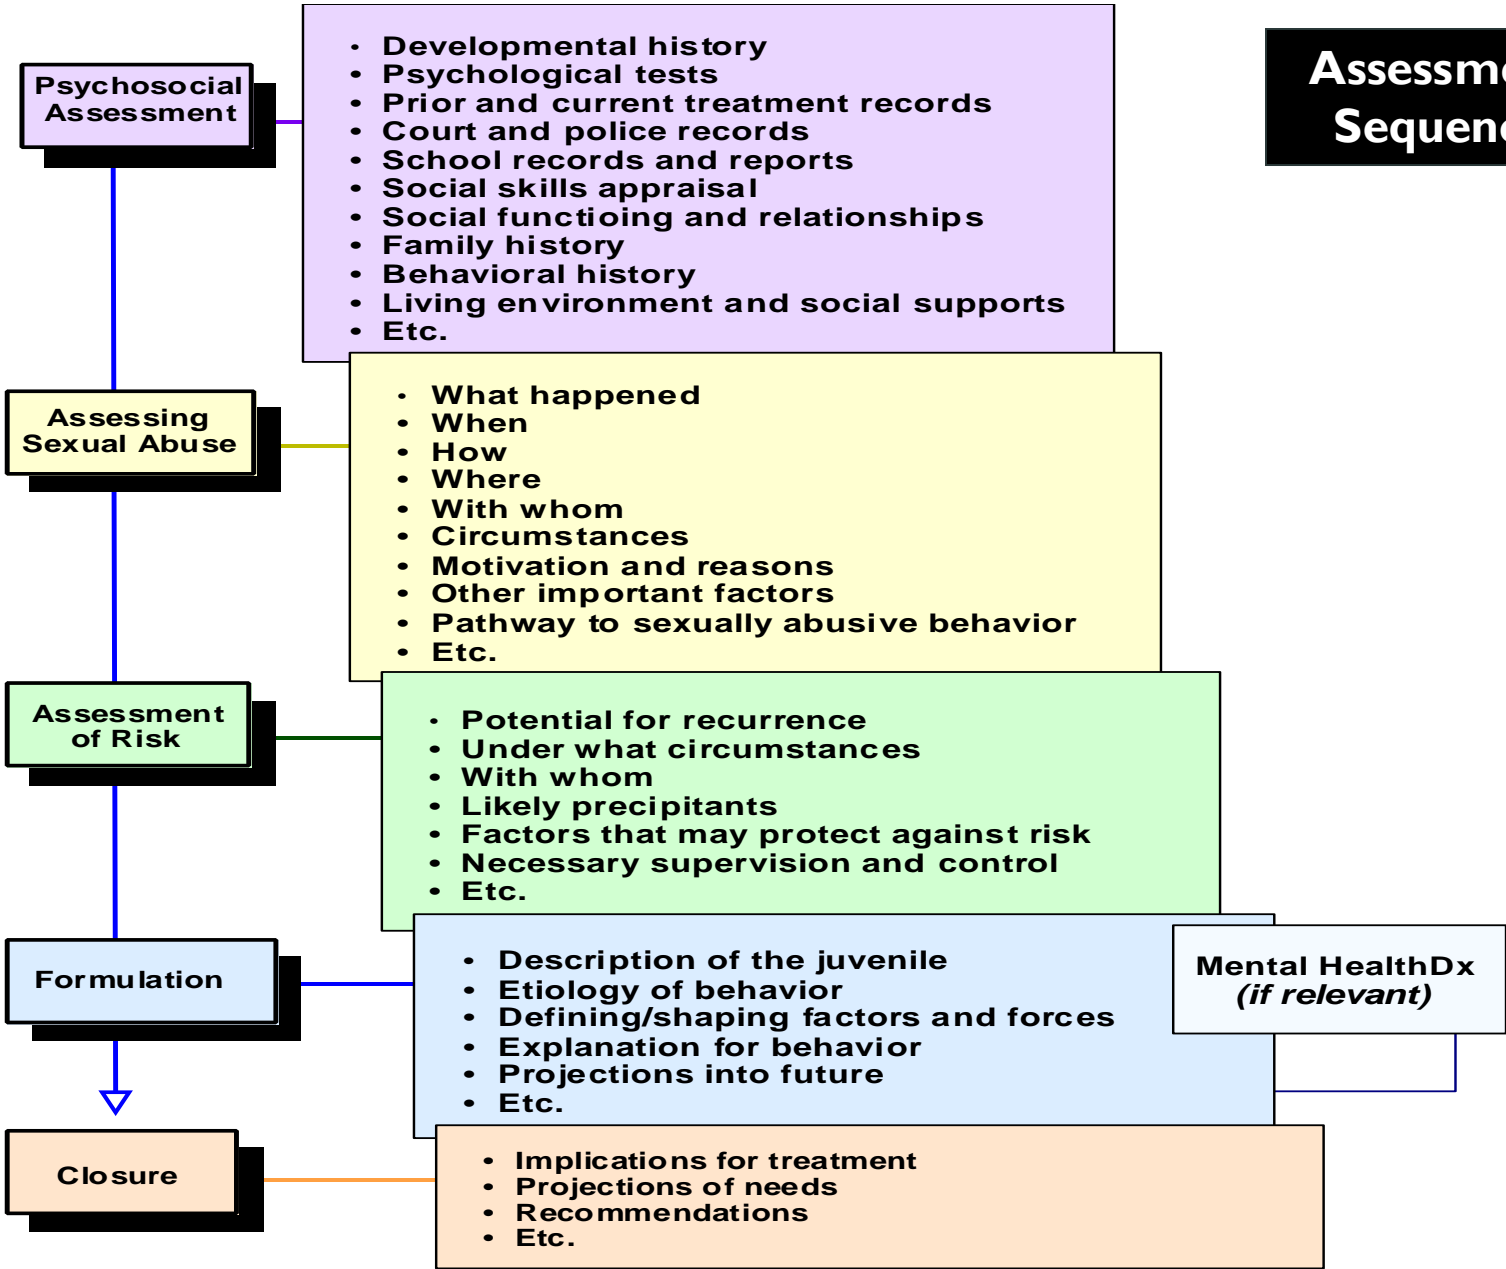 Assessme
Sequenc
Psychosocial
Assessment
• Developmental history
• Psychological tests
• Prior and current treatment records
• Court and police records
• School records and reports
• Social skills appraisal
• Social functioing and relationships
• Family history
• Behavioral history
• Living environment and social supports
• Etc.
Assessing
Sexual Abuse
• What happened
• When
• How
• Where
• With whom
• Circumstances
• Motivation and reasons
• Other important factors
• Pathway to sexually abusive behavior
• Etc.
Assessment
of Risk
• Potential for recurrence
• Under what circumstances
• With whom
• Likely precipitants
• Factors that may protect against risk
• Necessary supervision and control
• Etc.
Formulation
• Description of the juvenile
• Etiology of behavior
• Defining/shaping factors and forces
• Explanation for behavior
• Projections into future
• Etc.
Mental HealthDx
(if relevant)
Closure
• Implications for treatment
• Projections of needs
• Recommendations
• Etc.